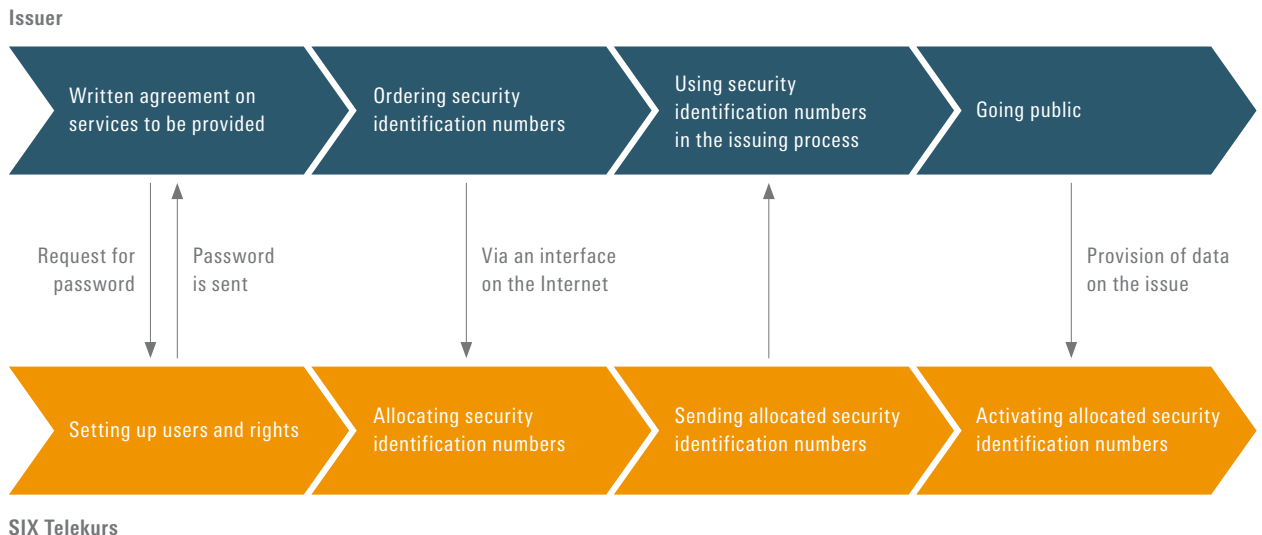 Issuer
Written agreement on
services to be provided
Ordering security
identification numbers
Using security
identification numbers
in the issuing process
Going public
Request for
password
Password
is sent
Via an interface
on the Internet
Provision of data
on the issue
Setting up users and rights
Allocating security
identification numbers
Sending allocated security
identification numbers
Activating allocated security
identification numbers
SIX Telekurs